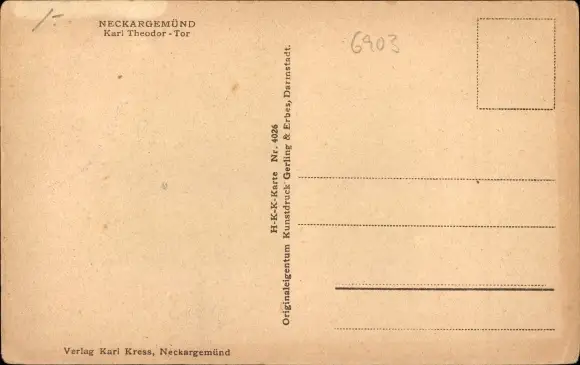 1/-
NECKARGEMÜND
Karl Theodor-Tor
6903
H-K-K-Karte Nr. 4026
Originaleigentum Kunstdruck Gerling & Erbes, Darmstadt.
Verlag Karl Kress, Neckargemünd